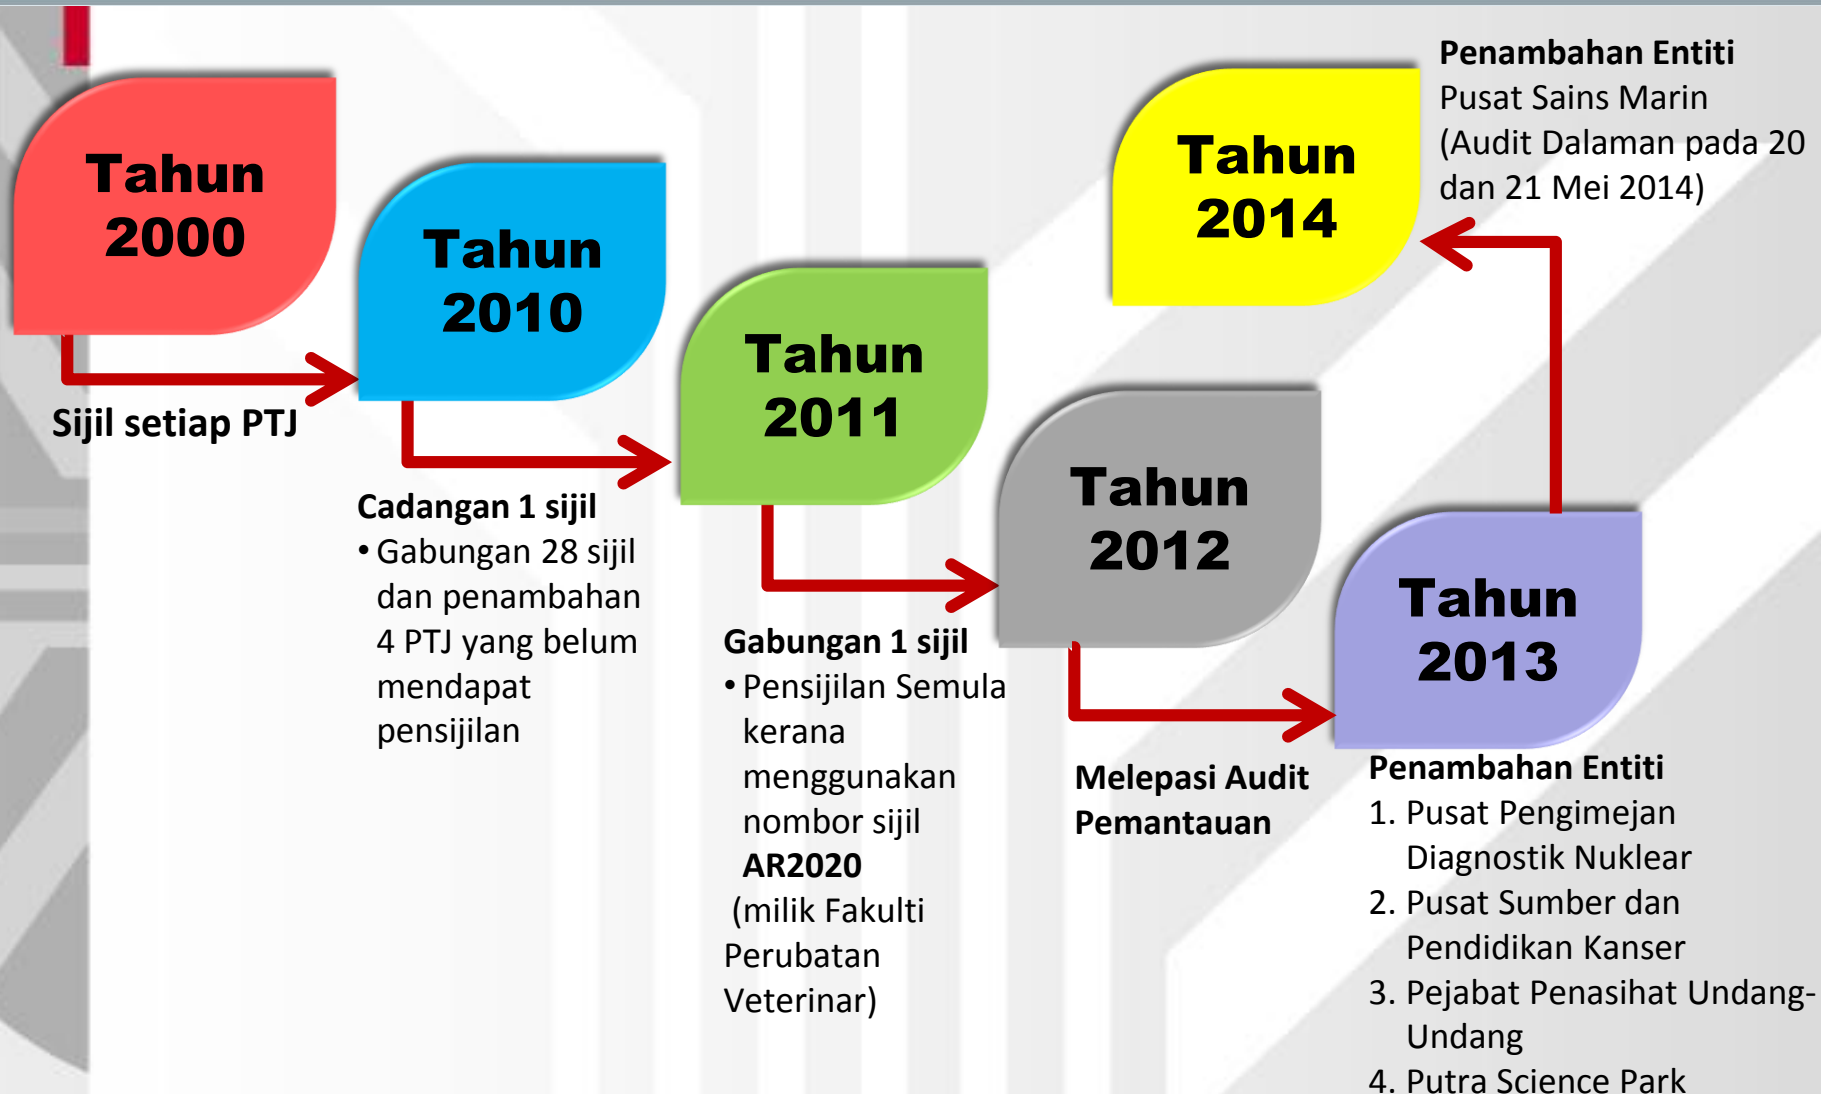 Tahun
2000
Sijil setiap PTJ
Tahun
2010
Cadangan 1 sijil
• Gabungan 28 sijil
dan penambahan
4 PTJ yang belum
mendapat
pensijilan
Tahun
2011
Gabungan 1 sijil
• Pensijilan Semula
kerana
menggunakan
nombor sijil
AR2020
(milik Fakulti
Perubatan
Veterinar)
Tahun
2012
Melepasi Audit
Pemantauan
Tahun
2013
Penambahan Entiti
1. Pusat Pengimejan
Diagnostik Nuklear
2. Pusat Sumber dan
Pendidikan Kanser
3. Pejabat Penasihat Undang-
Undang
4. Putra Science Park
Tahun
2014
Penambahan Entiti
Pusat Sains Marin
(Audit Dalaman pada 20
dan 21 Mei 2014)